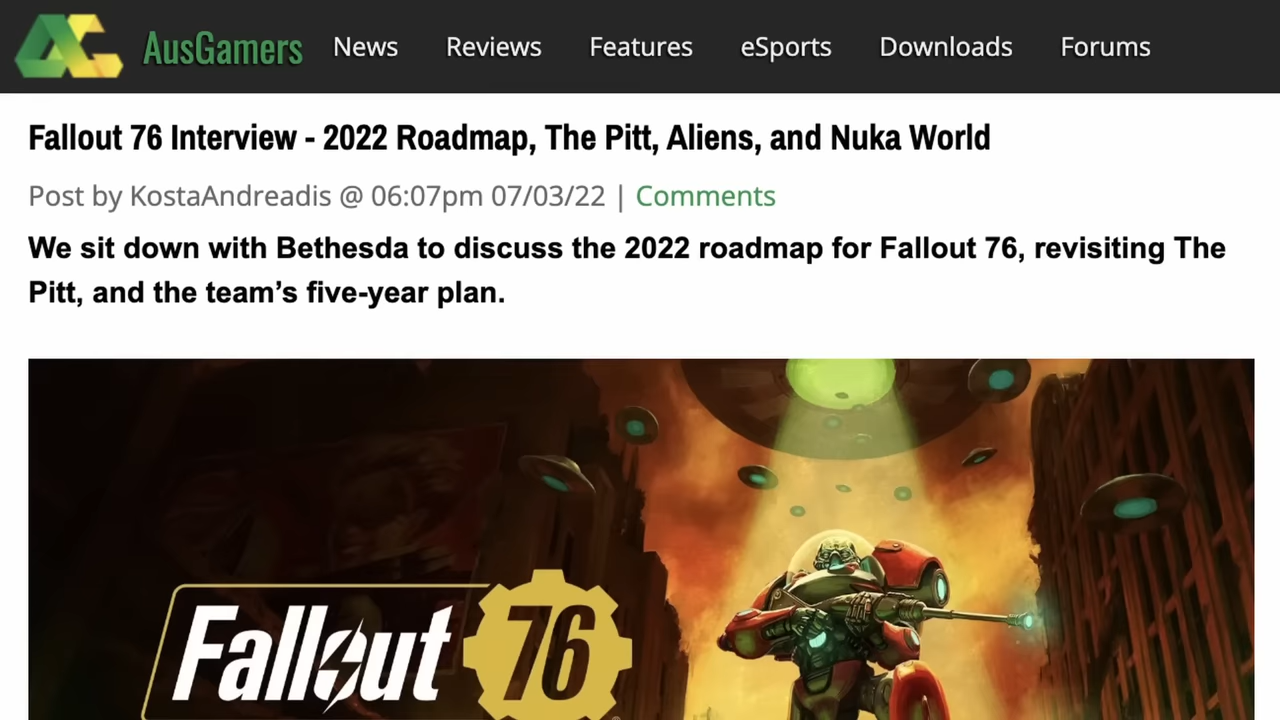 AusGamers News Reviews Features eSports Downloads Forums
Fallout 76 Interview - 2022 Roadmap, The Pitt, Aliens, and Nuka World
Post by KostaAndreadis @ 06:07pm 07/03/22 | Comments
We sit down with Bethesda to discuss the 2022 roadmap for Fallout 76, revisiting The
Pitt, and the team’s five-year plan.
Fallout 76